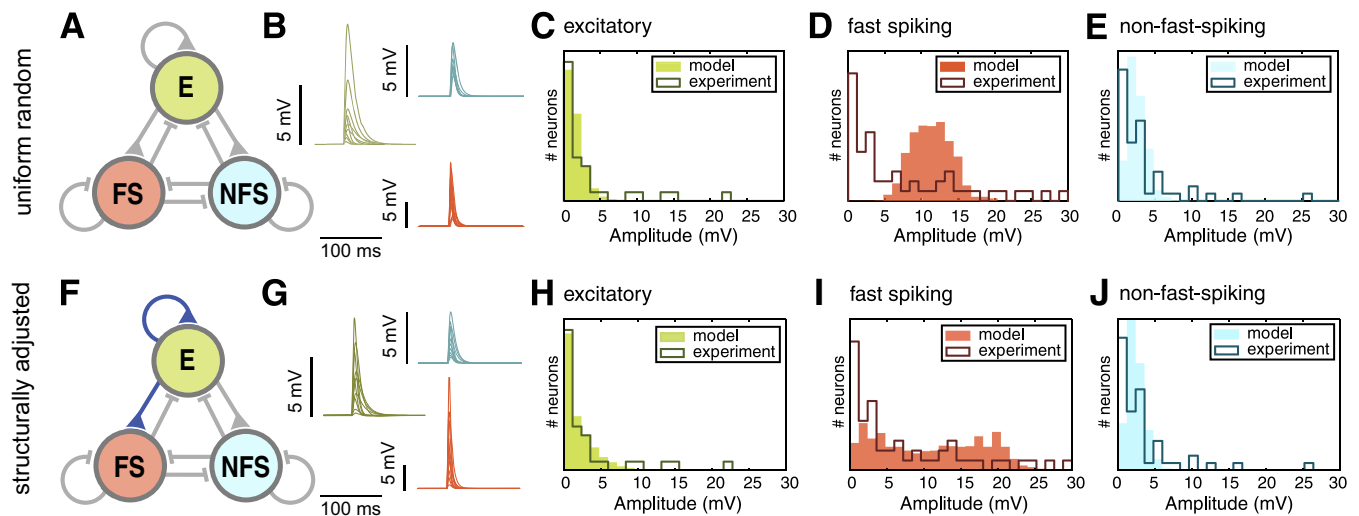 uniform random
A
E
FS
NFS
B
5 mV
5 mV
5 mV
100 ms
C
excitatory
model
experiment
# neurons
0 5 10 15 20 25 30
Amplitude (mV)
D
fast spiking
model
experiment
# neurons
0 5 10 15 20 25 30
Amplitude (mV)
E
non-fast-spiking
model
experiment
# neurons
0 5 10 15 20 25 30
Amplitude (mV)
structurally adjusted
F
E
FS
NFS
G
5 mV
5 mV
5 mV
100 ms
H
excitatory
model
experiment
# neurons
0 5 10 15 20 25 30
Amplitude (mV)
I
fast spiking
model
experiment
# neurons
0 5 10 15 20 25 30
Amplitude (mV)
J
non-fast-spiking
model
experiment
# neurons
0 5 10 15 20 25 30
Amplitude (mV)